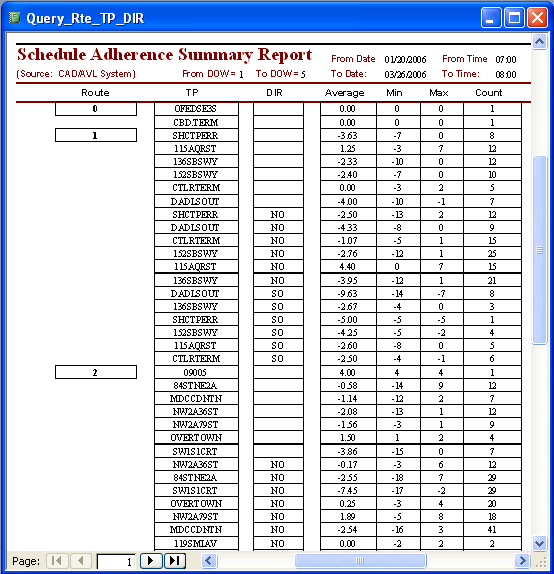 Query_Rte_TP_DIR
Schedule Adherence Summary Report
From Date 01/20/2006 From Time 07:00
(Source: CAD/AVL System) From DOW = 1 To DOW = 5 To Date: 03/26/2006 To Time: 08:00
Route TP DIR Average Min Max Count
0 OFEDSE3S 0.00 0 0 1
CBD.TERM 0.00 0 0 1
1 SHCTPERR -3.63 -7 0 8
115AQRST 1.25 -3 7 12
136SBSWY -2.33 -10 0 12
152SBSWY -2.40 -7 0 10
CTLRTERM 0.00 -3 2 5
DADLSOUT -4.00 -10 -1 7
SHCTPERR NO -2.50 -13 2 12
DADLSOUT NO -4.33 -8 0 9
CTLRTERM NO -1.07 -5 1 15
152SBSWY NO -2.76 -12 1 25
115AQRST NO 4.40 0 7 15
136SBSWY NO -3.95 -12 1 21
DADLSOUT SO -9.63 -14 -7 8
136SBSWY SO -2.67 -4 0 3
SHCTPERR SO -5.00 -5 -5 1
152SBSWY SO -4.25 -5 -2 4
115AQRST SO -2.60 -8 0 5
CTLRTERM SO -2.50 -4 -1 6
2 09005 4.00 4 4 1
84STNE2A -0.58 -14 9 12
MDCCDNTN -1.14 -12 2 7
NW2A36ST -2.08 -13 1 12
NW2A79ST -1.56 -3 1 9
OVERTOWN 1.50 1 2 4
SW1S1CRT -3.86 -15 0 7
NW2A36ST NO -0.17 -3 6 12
84STNE2A NO -2.55 -18 7 29
SW1S1CRT NO -7.45 -17 -2 29
OVERTOWN NO 0.25 -3 4 20
NW2A79ST NO 1.89 -5 8 18
MDCCDNTN NO -2.54 -16 3 41
119SMIAV NO 0.00 -2 2 2
Page: 1